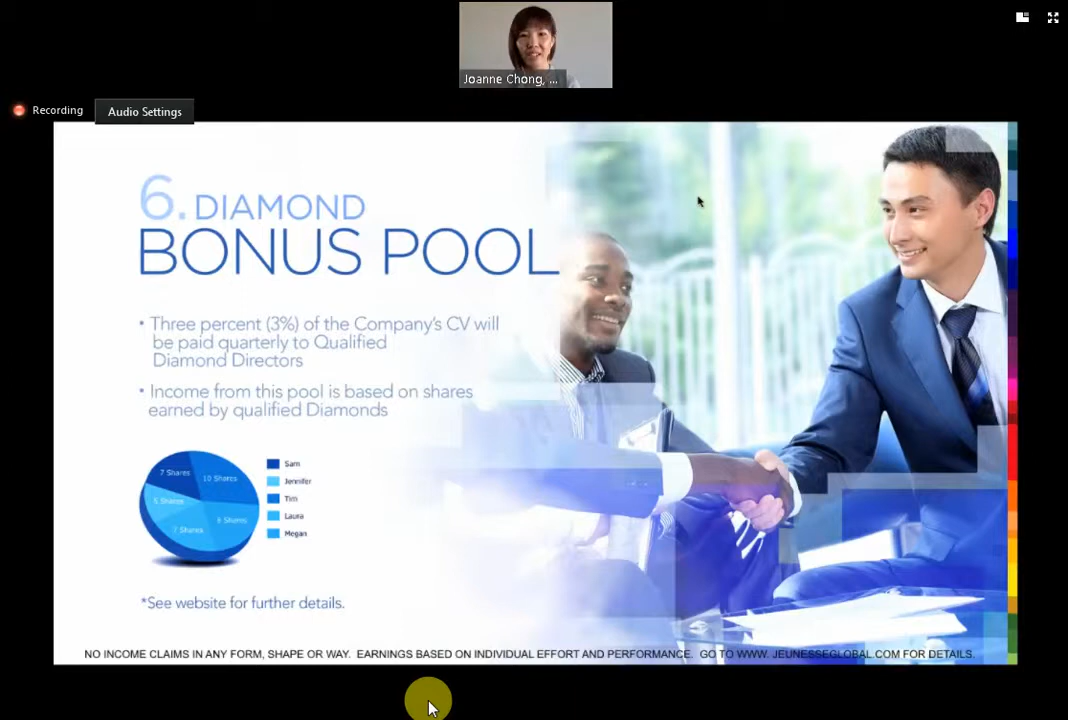 Joanne Chong, ...
Recording
Audio Settings
6. DIAMOND
BONUS POOL
• Three percent (3%) of the Company's CV will
be paid quarterly to Qualified
Diamond Directors
• Income from this pool is based on shares
earned by qualified Diamonds
7 Shares
10 Shares
5 Shares
7 Shares
Sam
Jennifer
Tim
Laura
Megan
*See website for further details.
NO INCOME CLAIMS IN ANY FORM, SHAPE OR WAY. EARNINGS BASED ON INDIVIDUAL EFFORT AND PERFORMANCE. GO TO WWW. JEUNESSEGLOBAL.COM FOR DETAILS.